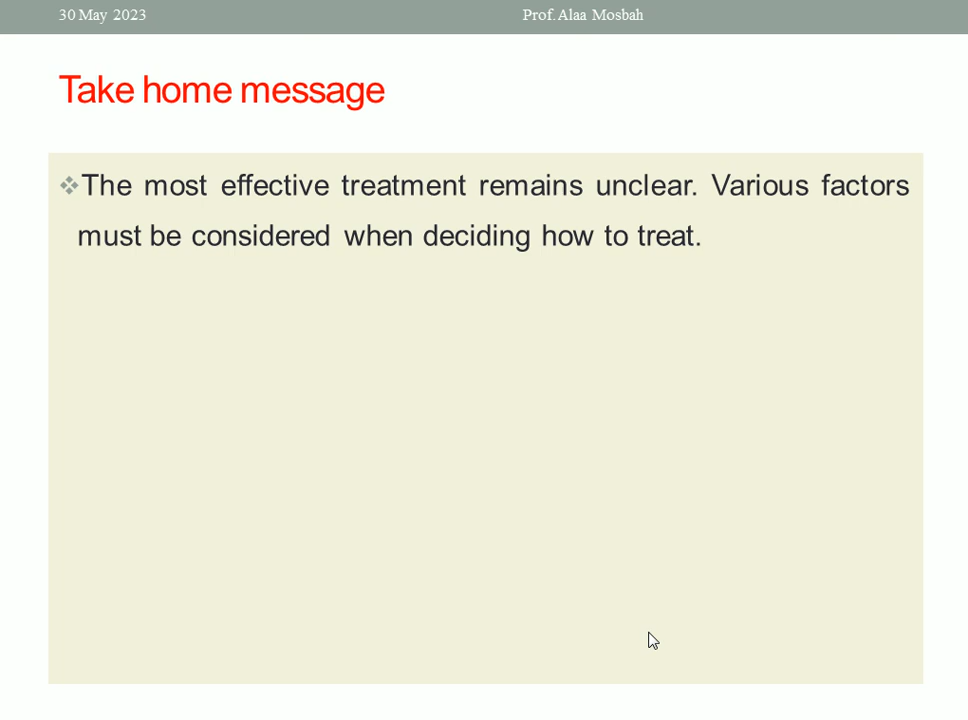 30 May 2023
Prof. Alaa Mosbah
Take home message
The most effective treatment remains unclear. Various factors
must be considered when deciding how to treat.